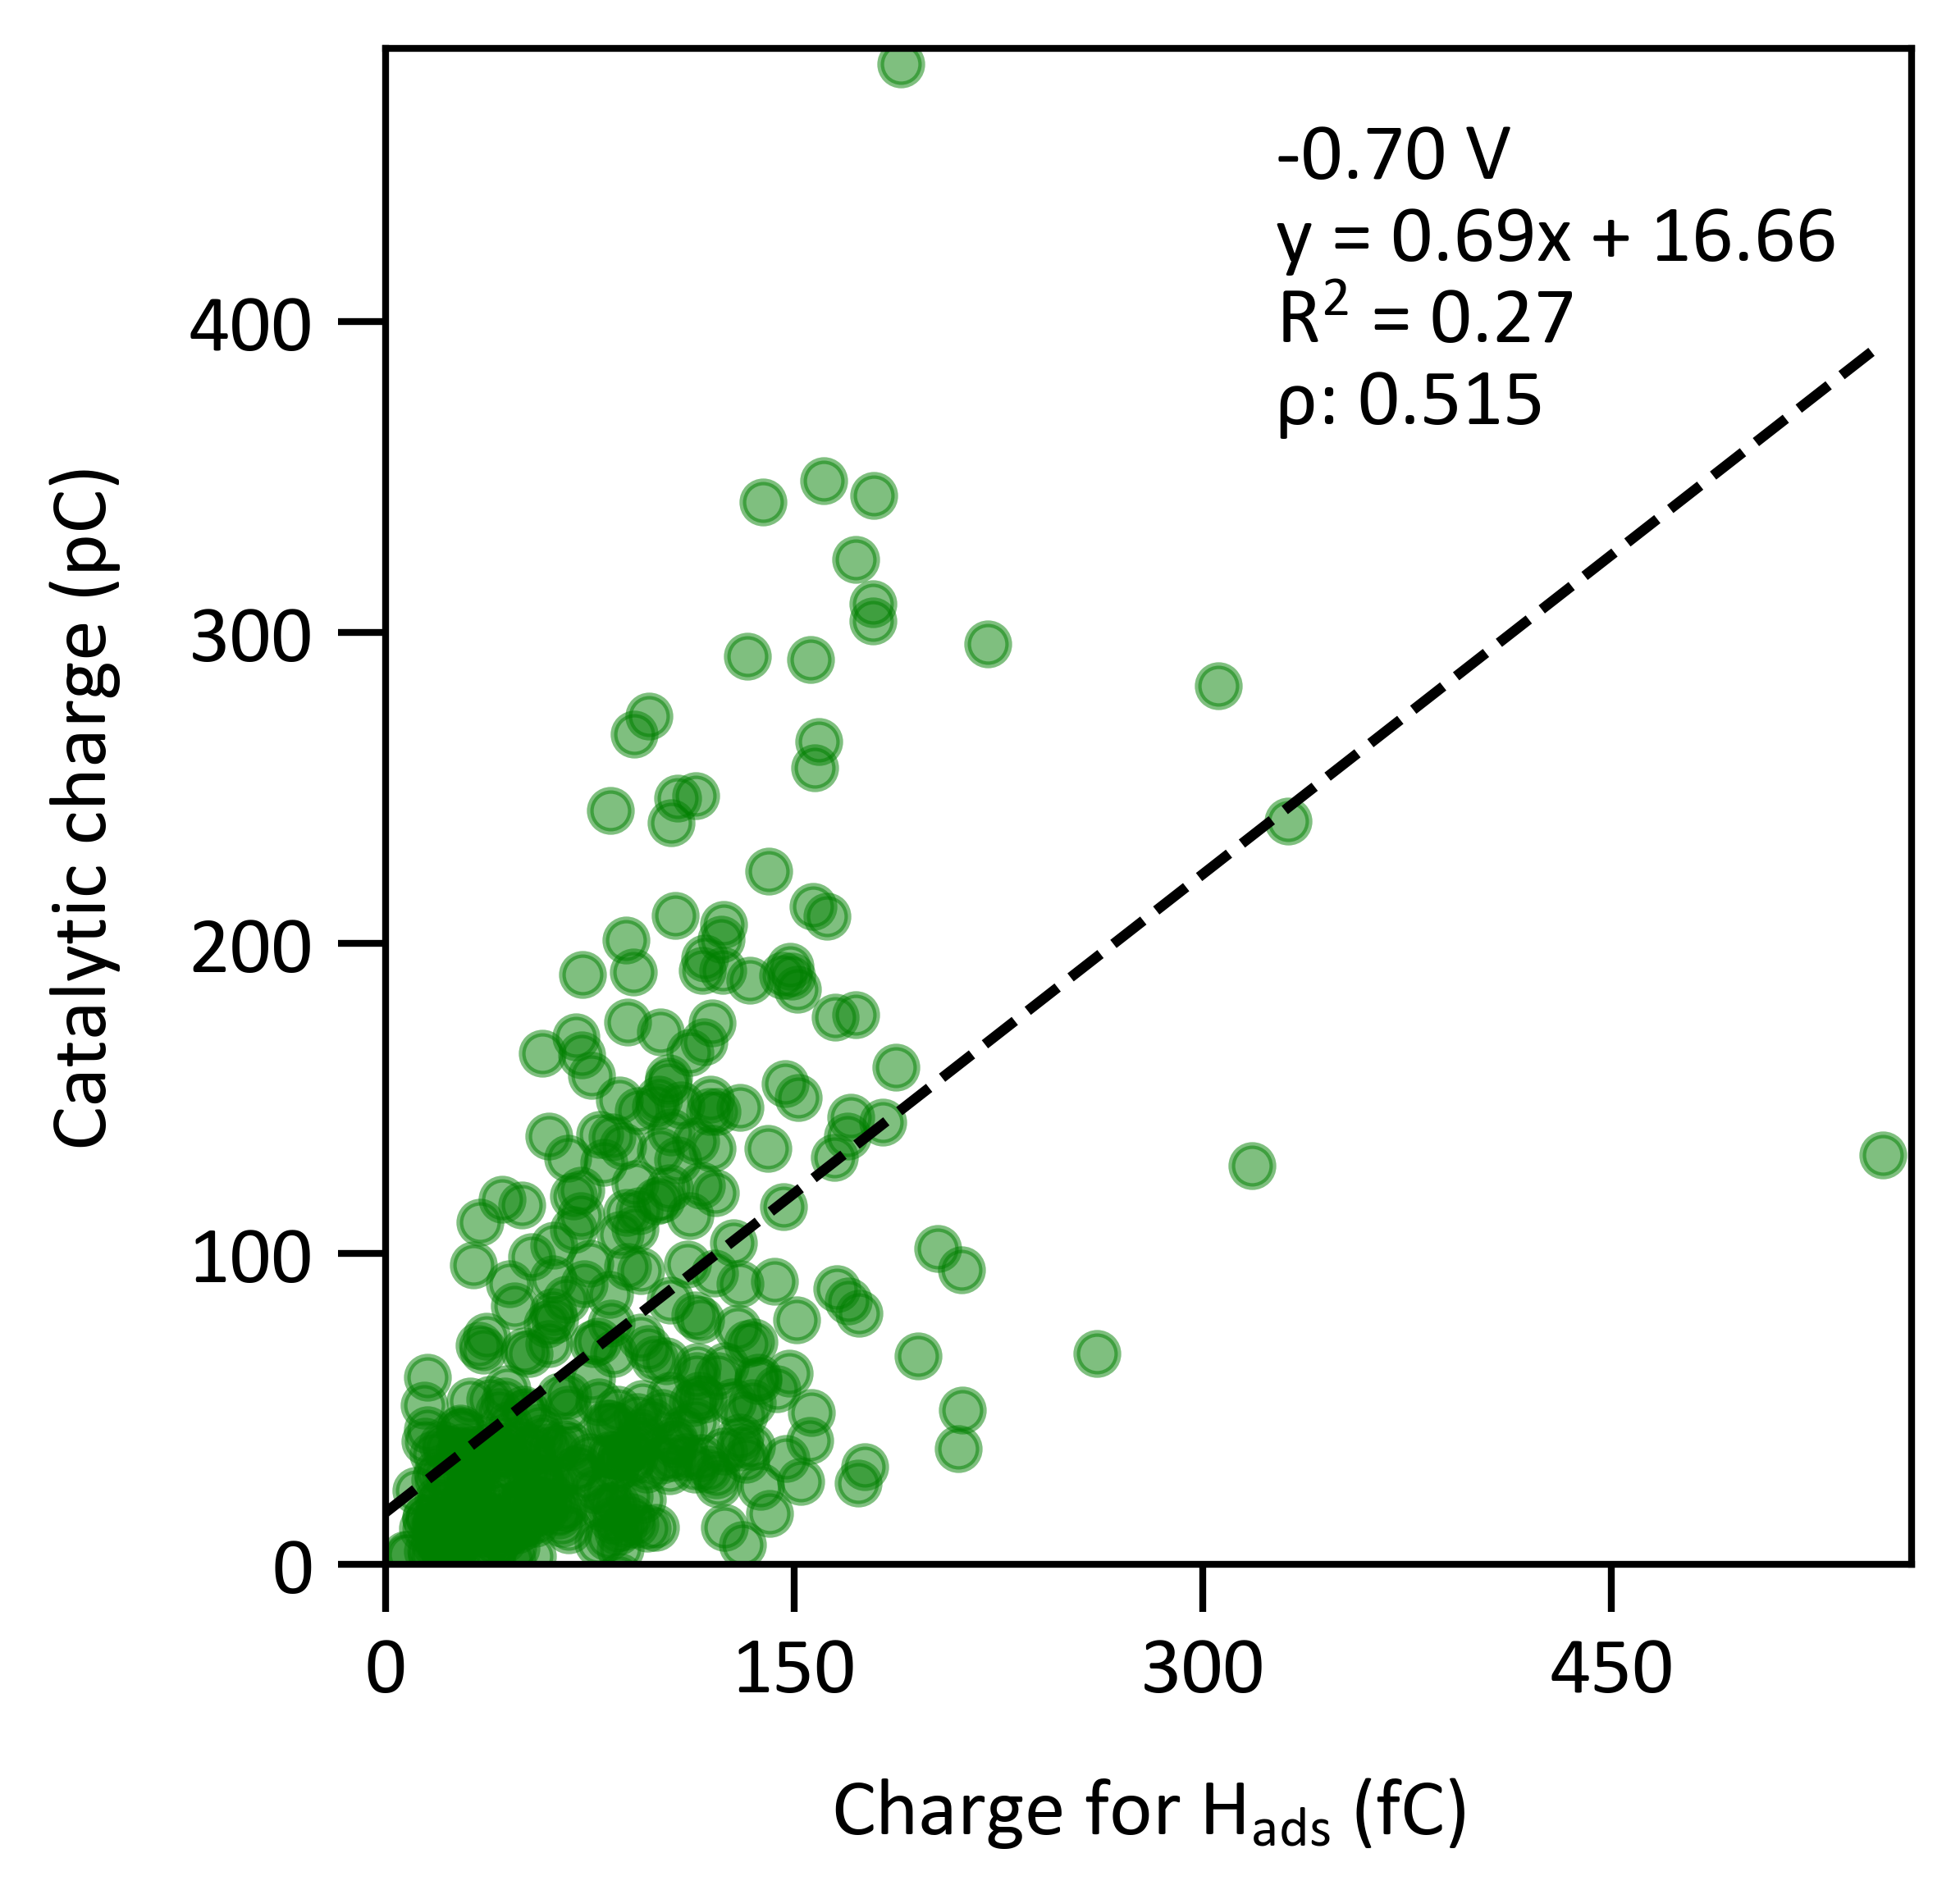 -0.70 V
y = 0.69x + 16.66
R² = 0.27
ρ: 0.515
Catalytic charge (pC)
400
300
200
100
0
0 150 300 450
Charge for Hads (fC)